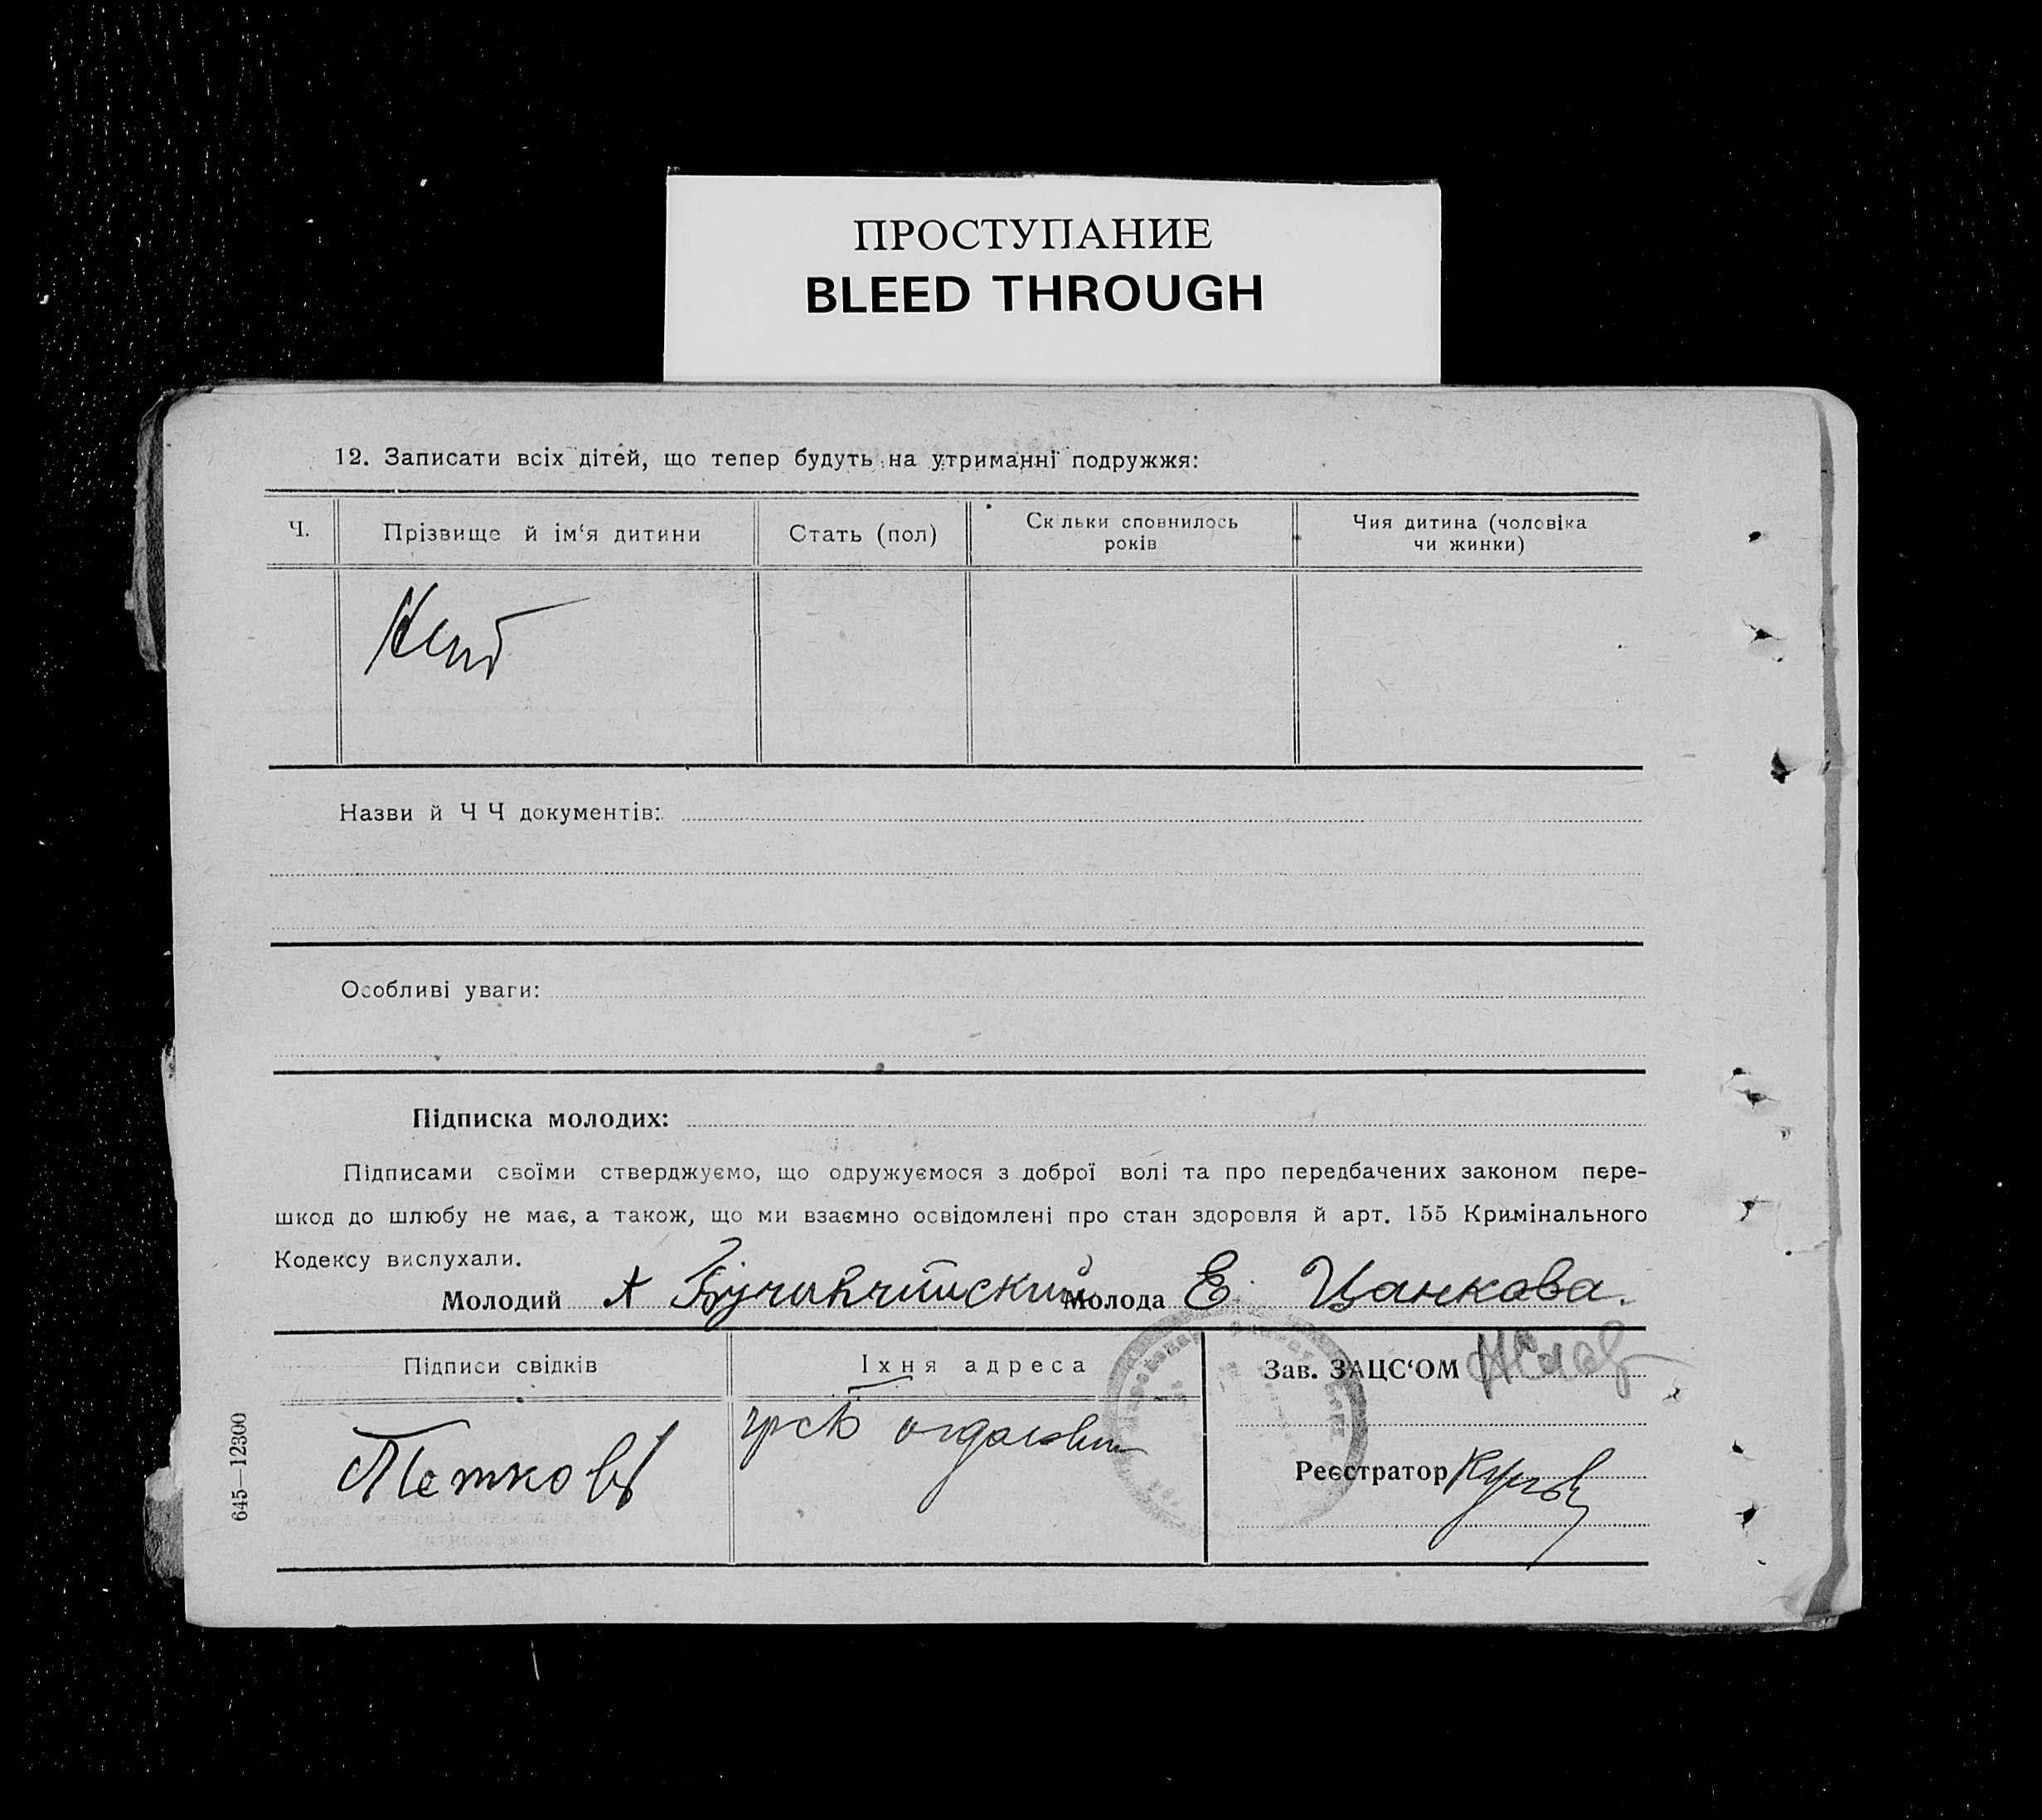 ПРОСТУПАНИЕ
BLEED THROUGH
12. Записати всіх дітей, що тепер будуть на утриманні подружжя:
Ч.
Прізвище й ім‘я дитини
Стать (пол)
Скільки сповнилось
років
Чия дитина (чоловіка
чи жинки)
Назви й Ч Ч документів:
Особливі уваги:
Підписка молодих:
Підписами своїми стверджуємо, що одружуємося з доброї волі та про передбачених законом пере-
шкод до шлюбу не має, а також, що ми взаємно освідомлені про стан здоровля й арт. 155 Кримінального
Кодексу вислухали.
Молодий А
Молода Е. Цанкова.
Підписи свідків
Їхня адреса
Зав. ЗАЦС‘ОМ
Петков
Реєстратор
645—12300